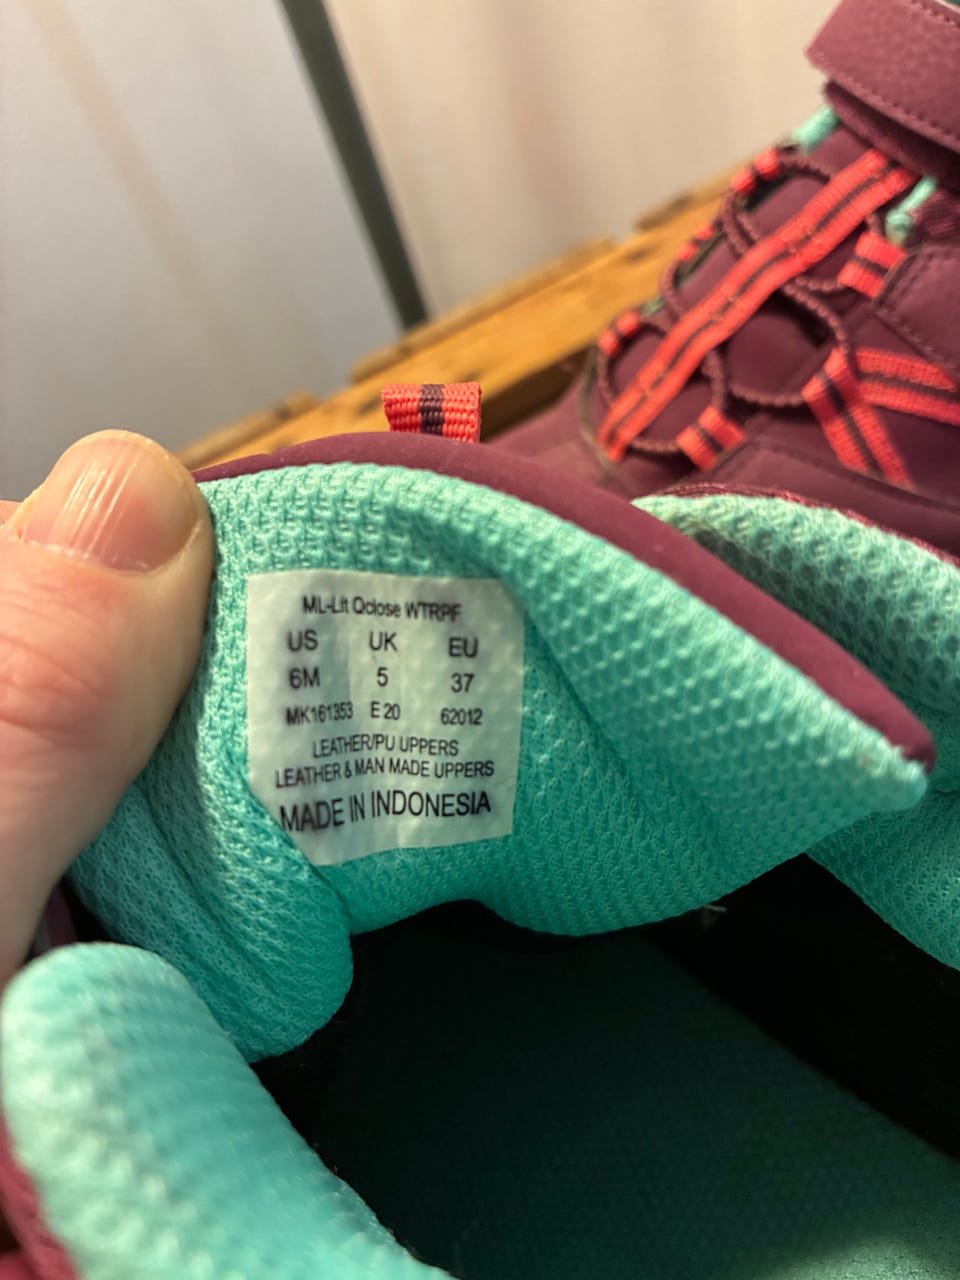 ML-Lit Qclose WTRPF
US UK EU
6M 5 37
MK161353 E 20 62012
LEATHER/PU UPPERS
LEATHER & MAN MADE UPPERS
MADE IN INDONESIA